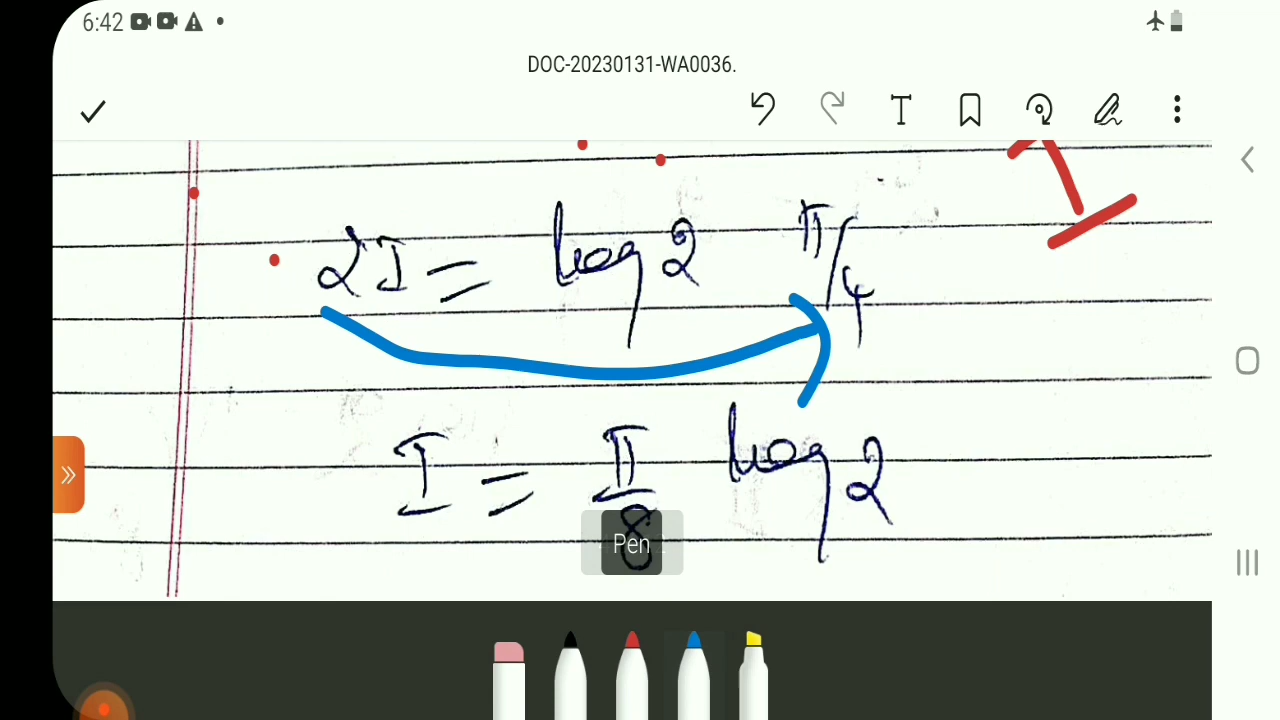 6:42
DOC-20230131-WA0036.
2I = log 2 π/4
I = π/8 log 2
Pen